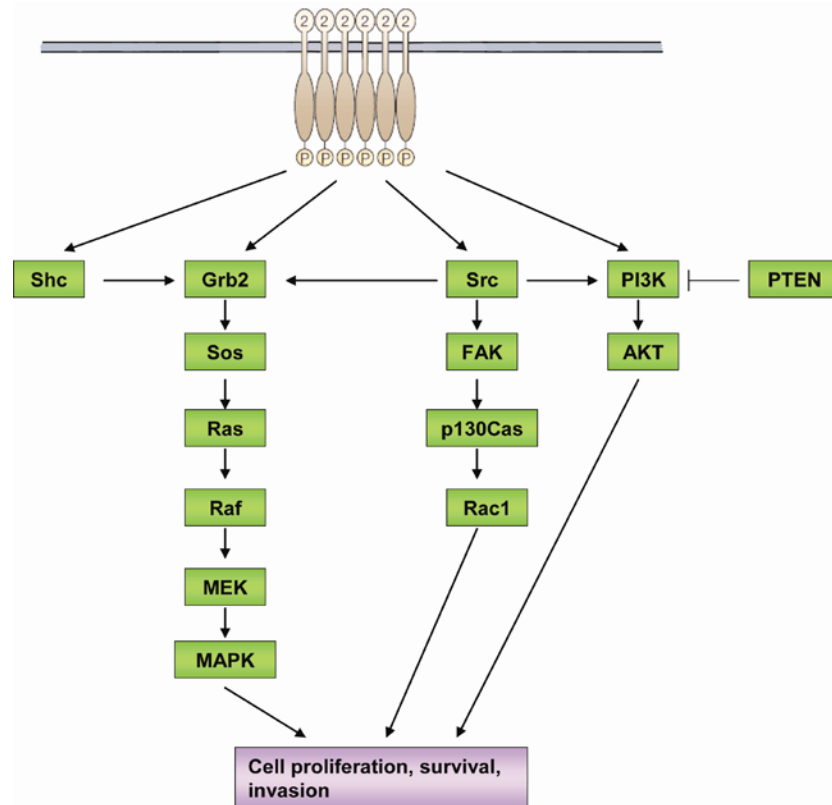 2 2 2 2 2 2
P P P P P P
Shc Grb2 Src PI3K PTEN
Sos FAK AKT
Ras p130Cas
Raf Rac1
MEK
MAPK
Cell proliferation, survival,
invasion